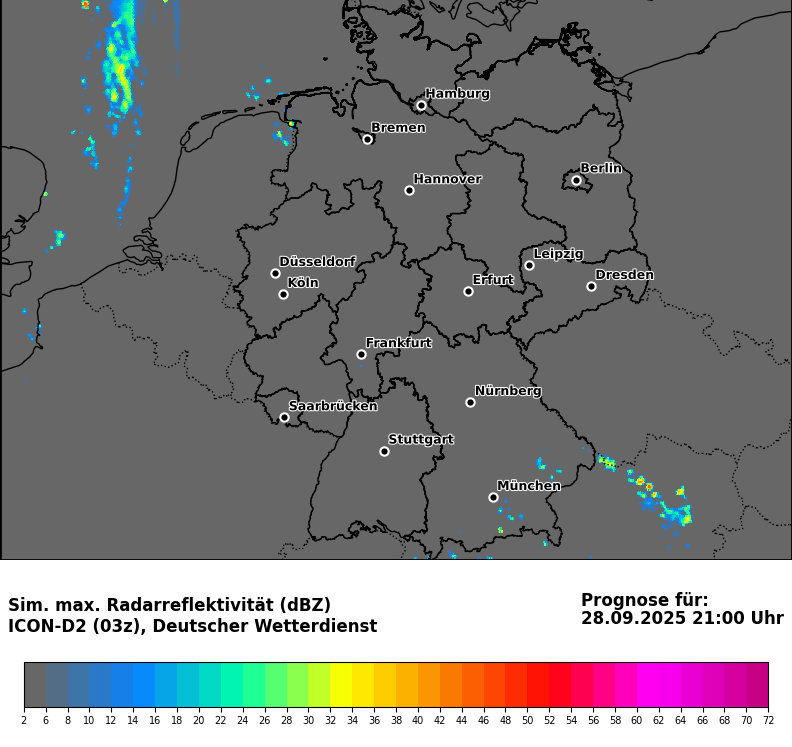 Hamburg
Bremen
Berlin
Hannover
Leipzig
Düsseldorf
Dresden
Köln
Erfurt
Frankfurt
Nürnberg
Saarbrücken
Stuttgart
München
Sim. max. Radarreflektivität (dBZ)
ICON-D2 (03z), Deutscher Wetterdienst
Prognose für:
28.09.2025 21:00 Uhr
2 6 8 10 12 14 16 18 20 22 24 26 28 30 32 34 36 38 40 42 44 46 48 50 52 54 56 58 60 62 64 66 68 70 72